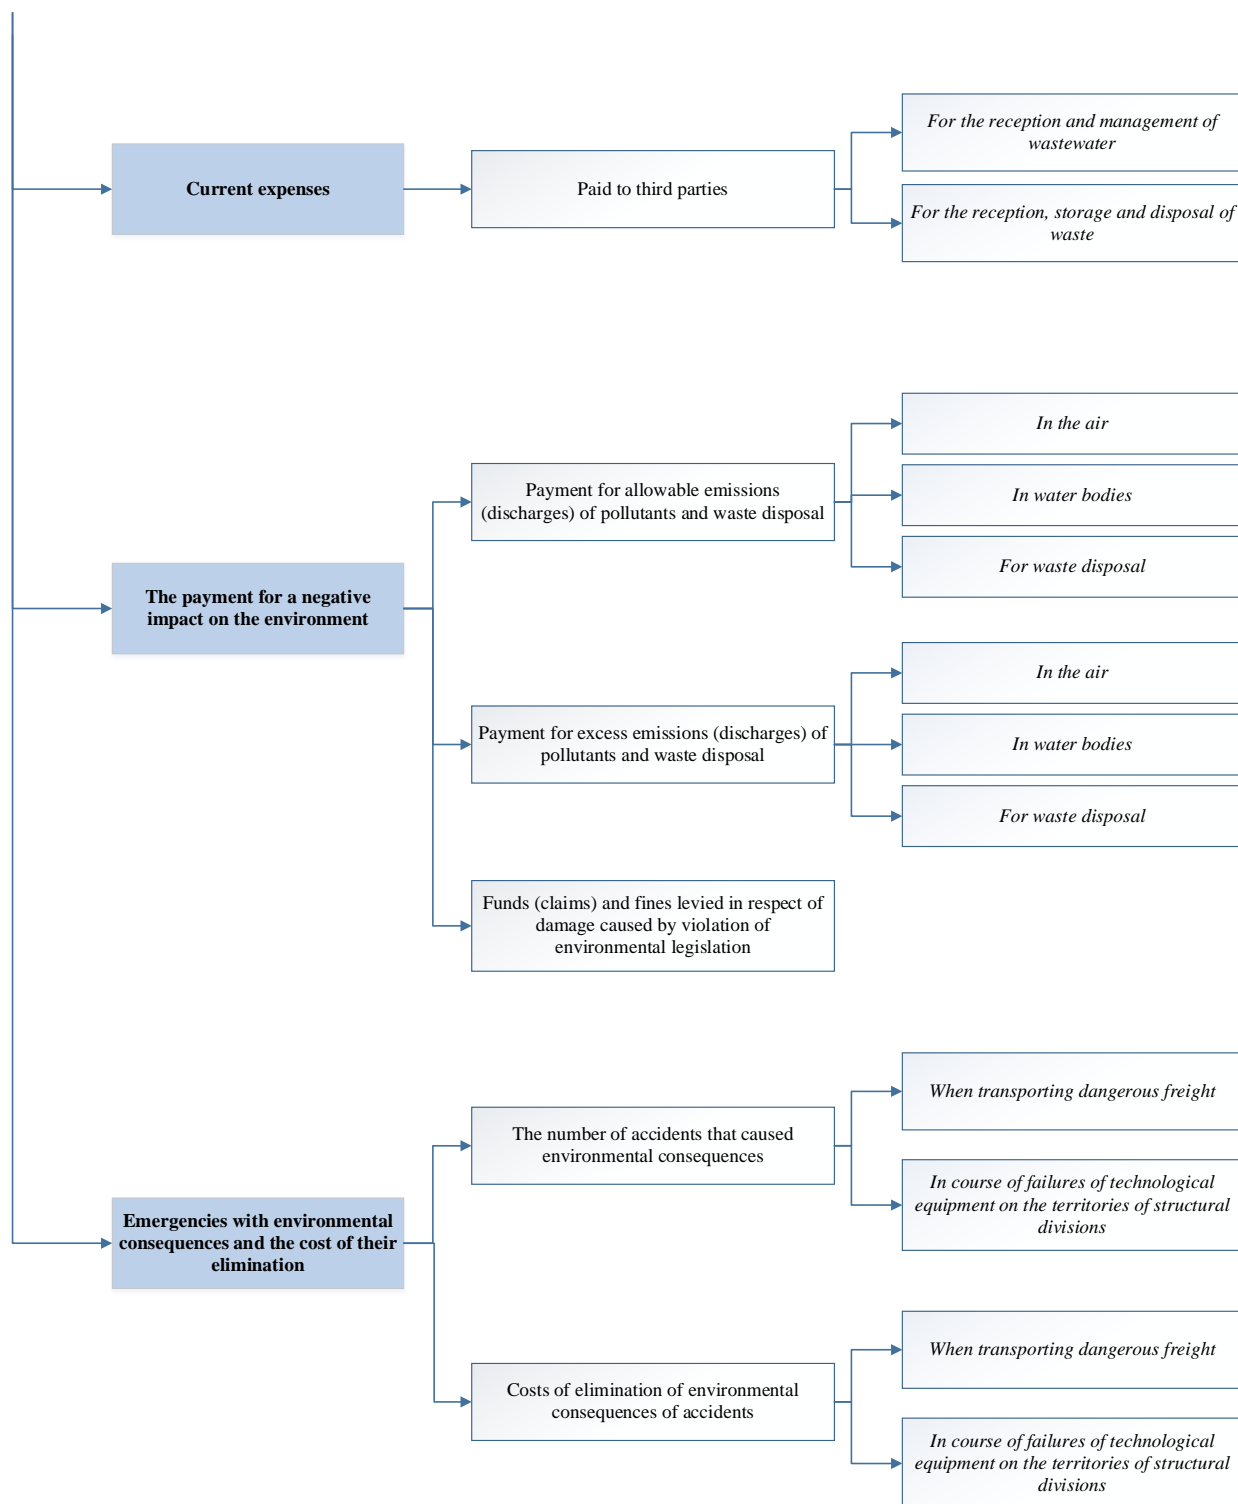 Current expenses
Paid to third parties
For the reception and management of
wastewater
For the reception, storage and disposal of
waste
The payment for a negative
impact on the environment
Payment for allowable emissions
(discharges) of pollutants and waste disposal
In the air
In water bodies
For waste disposal
Payment for excess emissions (discharges) of
pollutants and waste disposal
In the air
In water bodies
For waste disposal
Funds (claims) and fines levied in respect of
damage caused by violation of
environmental legislation
Emergencies with environmental
consequences and the cost of their
elimination
The number of accidents that caused
environmental consequences
When transporting dangerous freight
In course of failures of technological
equipment on the territories of structural
divisions
Costs of elimination of environmental
consequences of accidents
When transporting dangerous freight
In course of failures of technological
equipment on the territories of structural
divisions